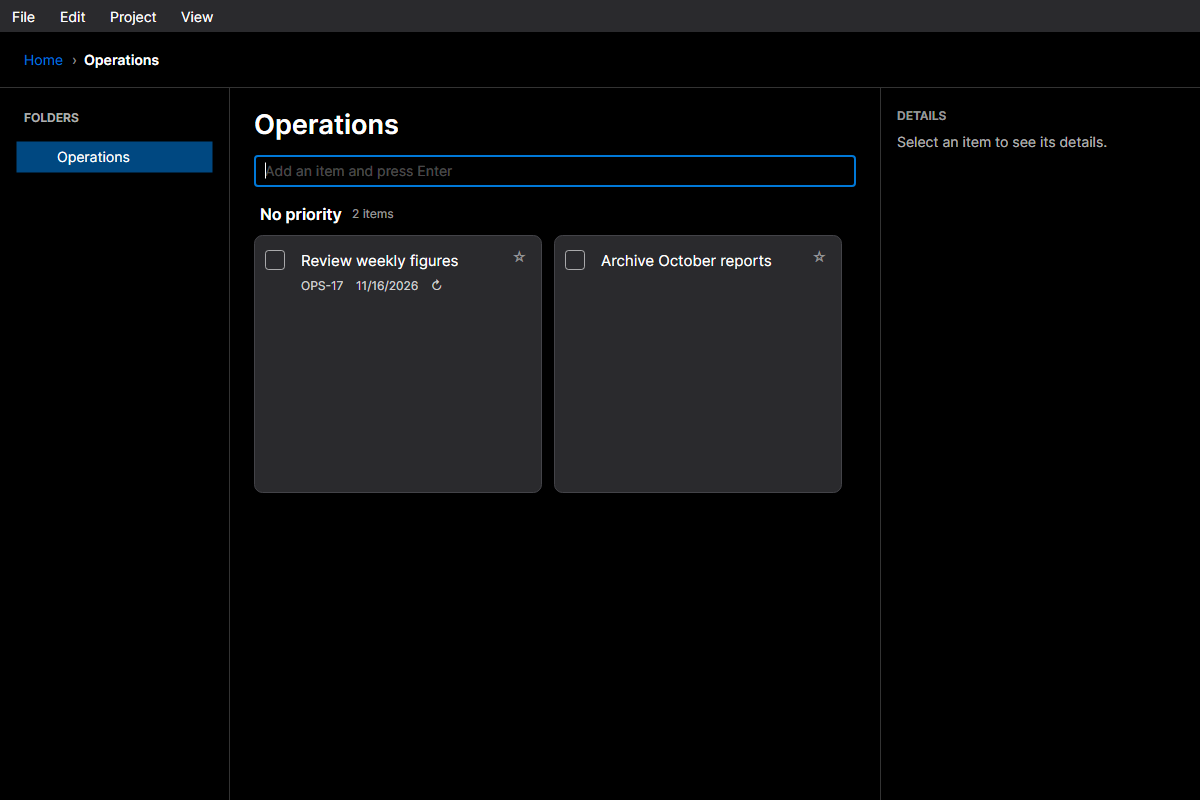 File Edit Project View
Home › Operations
FOLDERS
Operations
Operations
Add an item and press Enter
No priority 2 items
Review weekly figures ☆
OPS-17 11/16/2026 ↻
Archive October reports ☆
DETAILS
Select an item to see its details.